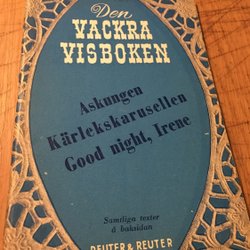 Den
VACKRA
VISBOKEN
Askungen
Kärlekskarusellen
Good night, Irene
Samtliga texter
å baksidan
REUTER & REUTER